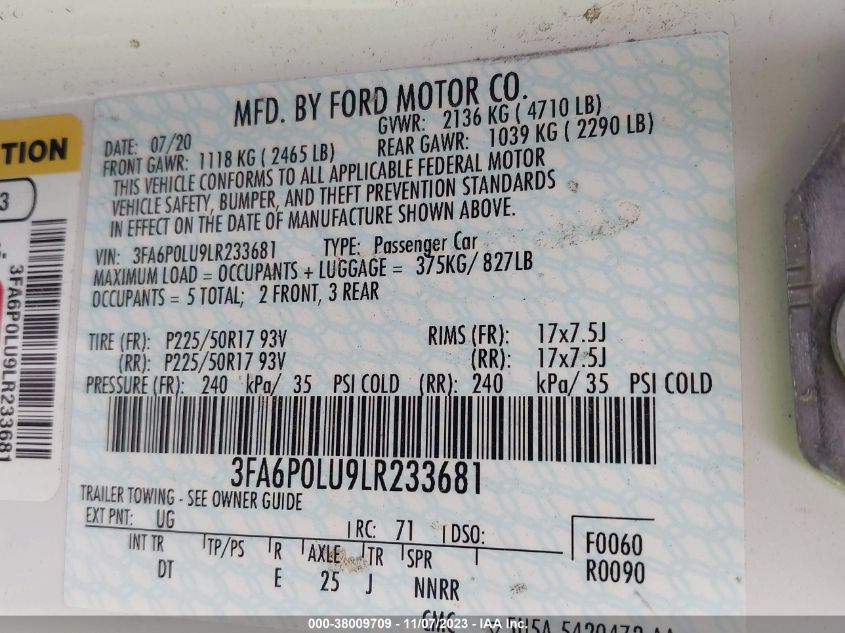 MFD. BY FORD MOTOR CO.
DATE: 07/20 GVWR: 2136 KG ( 4710 LB)
FRONT GAWR: 1118 KG ( 2465 LB) REAR GAWR: 1039 KG ( 2290 LB)
THIS VEHICLE CONFORMS TO ALL APPLICABLE FEDERAL MOTOR
VEHICLE SAFETY, BUMPER, AND THEFT PREVENTION STANDARDS
IN EFFECT ON THE DATE OF MANUFACTURE SHOWN ABOVE.
VIN: 3FA6P0LU9LR233681 TYPE: Passenger Car
MAXIMUM LOAD = OCCUPANTS + LUGGAGE = 375KG/ 827LB
OCCUPANTS = 5 TOTAL; 2 FRONT, 3 REAR
TIRE (FR): P225/50R17 93V RIMS (FR): 17x7.5J
(RR): P225/50R17 93V (RR): 17x7.5J
PRESSURE (FR): 240 kPa/ 35 PSI COLD (RR): 240 kPa/ 35 PSI COLD
3FA6P0LU9LR233681
TRAILER TOWING - SEE OWNER GUIDE
EXT PNT: UG RC: 71 DSO:
INT TR TP/PS R AXLE TR SPR
DT E 25 J NNRR
F0060
R0090
TION
3
3FA6P0LU9LR233681
000-38009709 - 11/07/2023 - IAA Inc.